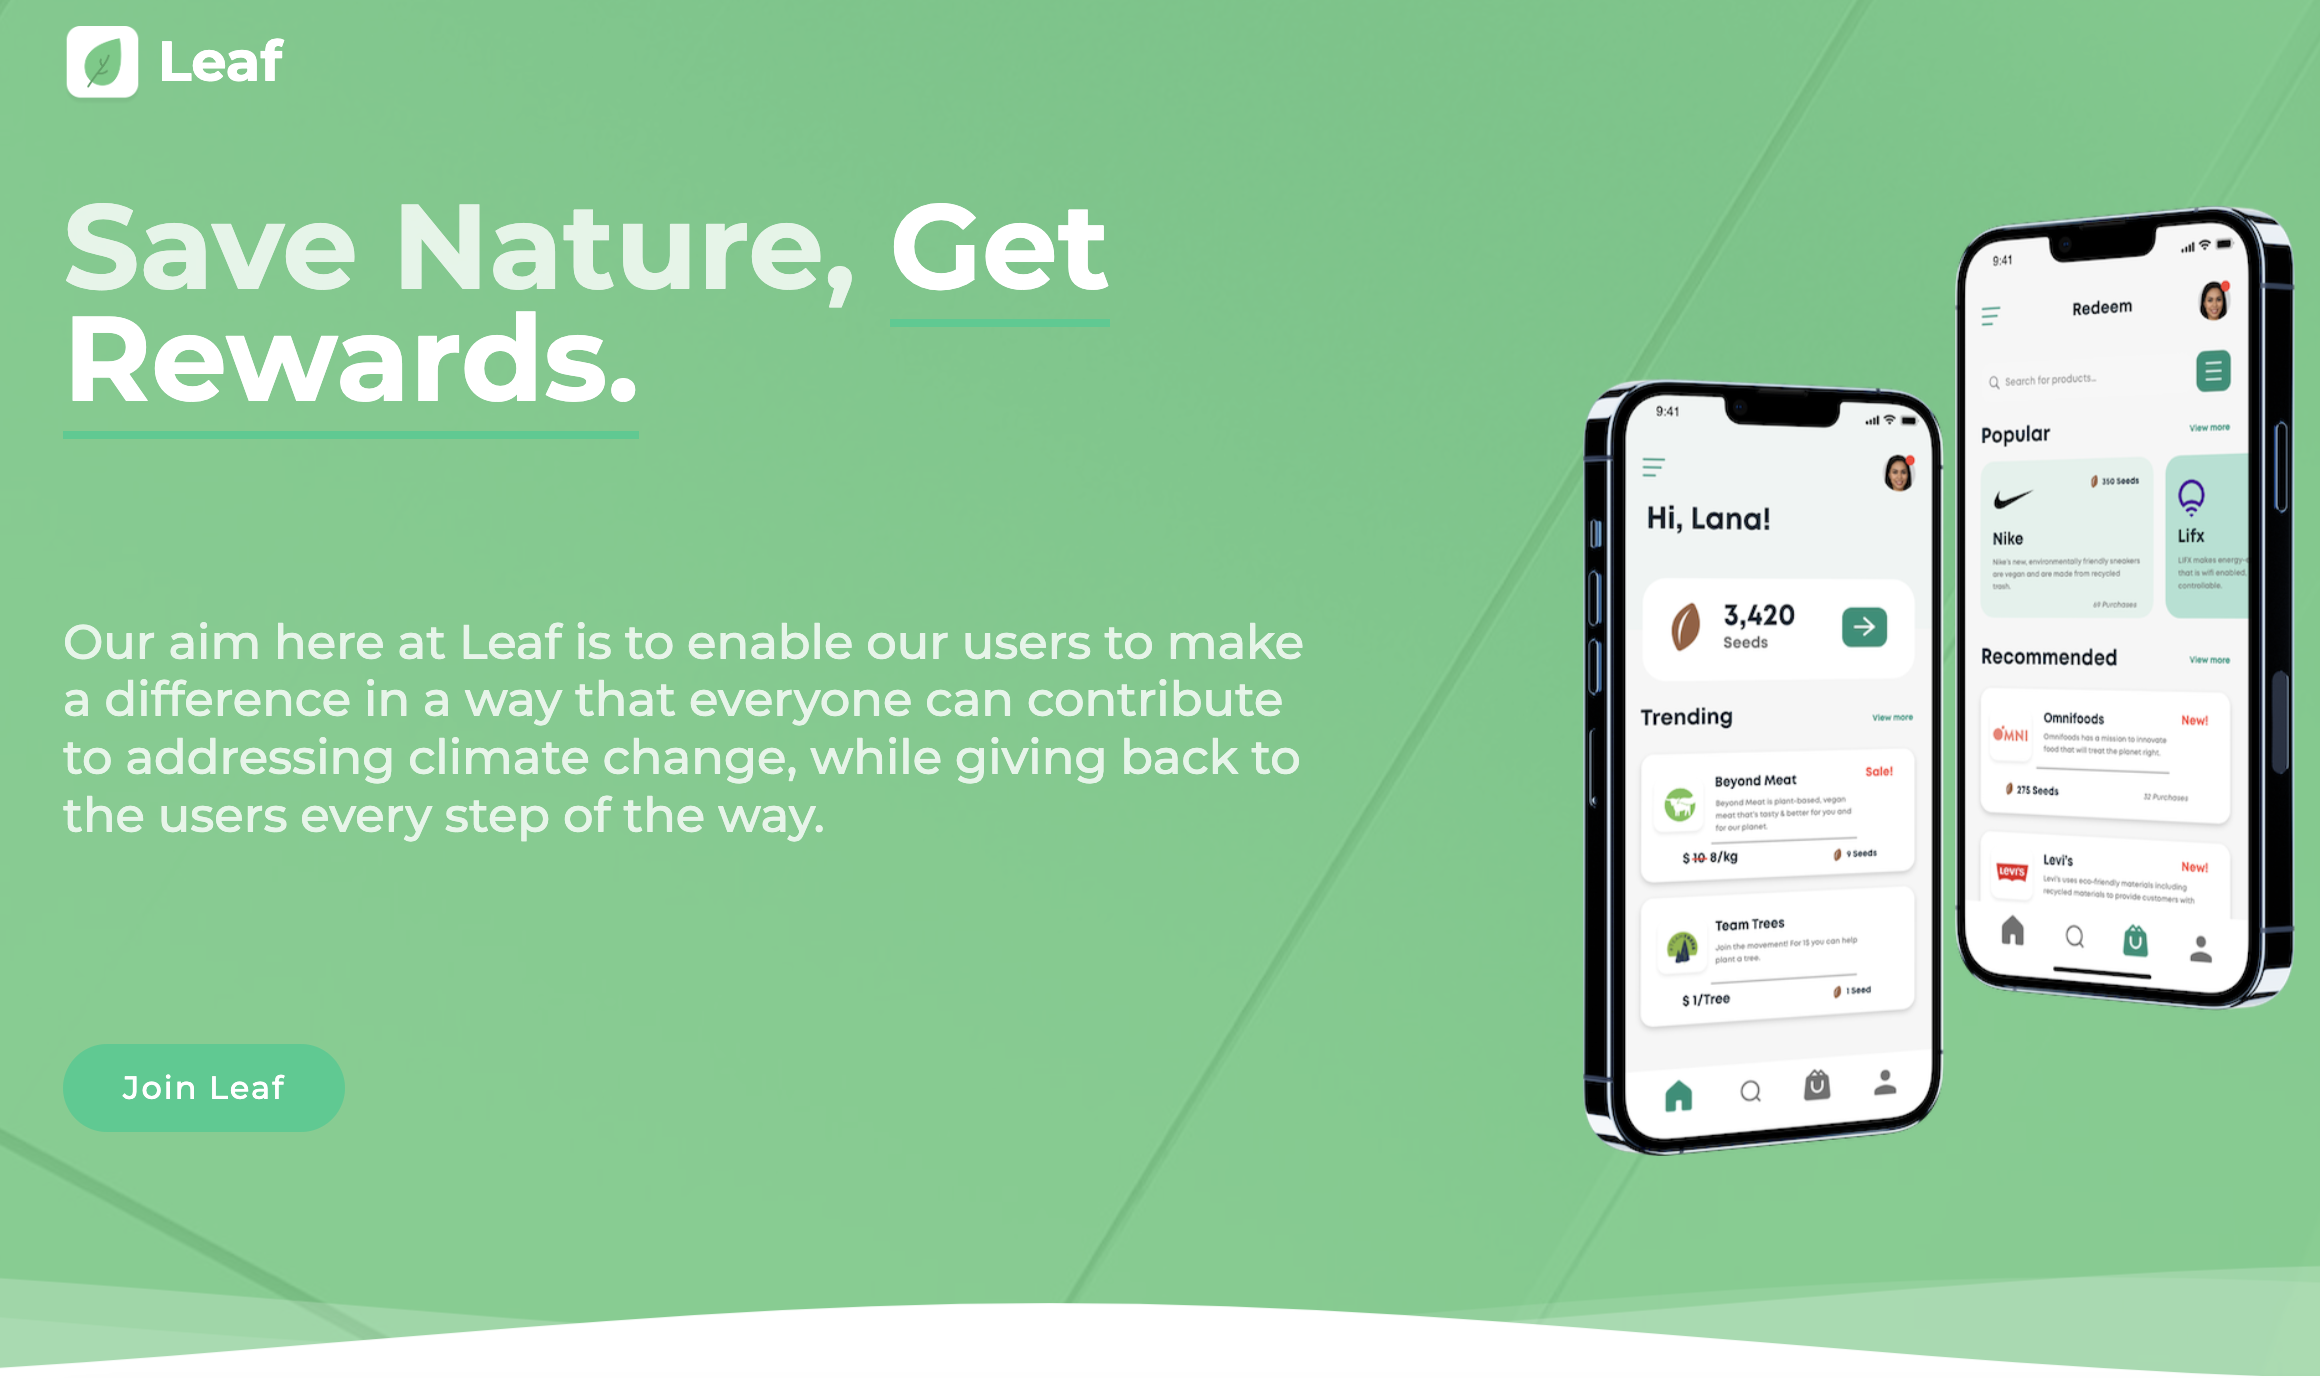 Leaf
Save Nature, Get
Rewards.
Our aim here at Leaf is to enable our users to make
a difference in a way that everyone can contribute
to addressing climate change, while giving back to
the users every step of the way.
Join Leaf
9:41
Hi, Lana!
3,420
Seeds
Trending
View more
Beyond Meat
Sale!
Beyond Meat is plant-based, vegan
meat that's tasty & better for you and
for our planet.
$ 10 8/kg
9 Seeds
Team Trees
Join the movement! For 1$ you can help
plant a tree.
$ 1/Tree
1 Seed
9:41
Redeem
Search for products...
Popular
View more
350 Seeds
Nike
Nike's new, environmentally friendly sneakers
are vegan and are made from recycled
trash.
69 Purchases
Lifx
LIFX makes energy-e
that is wifi enabled,
controllable.
Recommended
View more
OMNI
Omnifoods
New!
Omnifoods has a mission to innovate
food that will treat the planet right.
275 Seeds
32 Purchases
LEVI'S
Levi's
New!
Levi's uses eco-friendly materials including
recycled materials to provide customers with